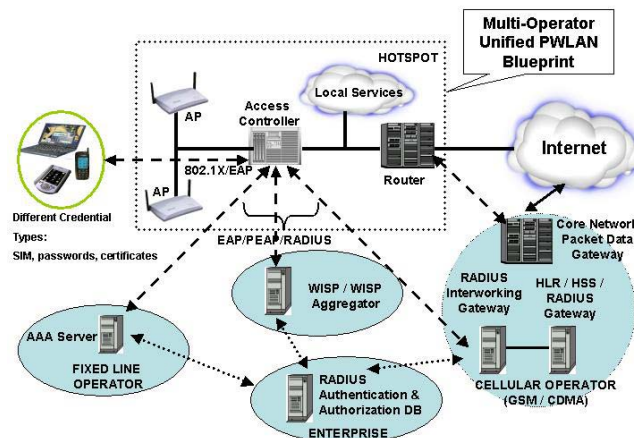 Multi-Operator
Unified PWLAN
Blueprint
HOTSPOT
AP
Access
Controller
Local Services
Router
Internet
802.1X/EAP
AP
Different Credential
Types:
SIM, passwords, certificates
EAP/PEAP/RADIUS
Core Network
Packet Data
Gateway
WISP / WISP
Aggregator
RADIUS
Interworking
Gateway
HLR / HSS /
RADIUS
Gateway
AAA Server
FIXED LINE
OPERATOR
RADIUS
Authentication &
Authorization DB
ENTERPRISE
CELLULAR OPERATOR
(GSM / CDMA)